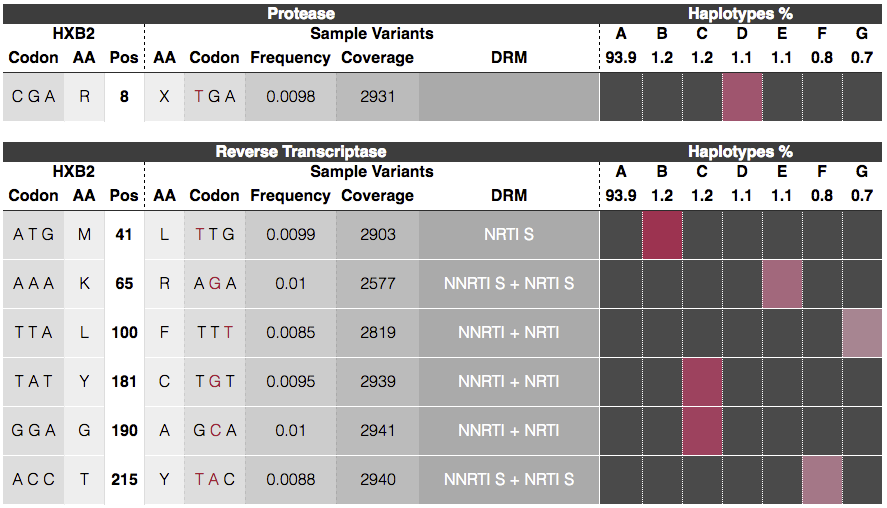 Protease Haplotypes %
HXB2 Sample Variants A B C D E F G
Codon AA Pos AA Codon Frequency Coverage DRM 93.9 1.2 1.2 1.1 1.1 0.8 0.7
C G A R 8 X T G A 0.0098 2931
Reverse Transcriptase Haplotypes %
HXB2 Sample Variants A B C D E F G
Codon AA Pos AA Codon Frequency Coverage DRM 93.9 1.2 1.2 1.1 1.1 0.8 0.7
A T G M 41 L T T G 0.0099 2903 NRTI S
A A A K 65 R A G A 0.01 2577 NNRTI S + NRTI S
T T A L 100 F T T T 0.0085 2819 NNRTI + NRTI
T A T Y 181 C T G T 0.0095 2939 NNRTI + NRTI
G G A G 190 A G C A 0.01 2941 NNRTI + NRTI
A C C T 215 Y T A C 0.0088 2940 NNRTI S + NRTI S